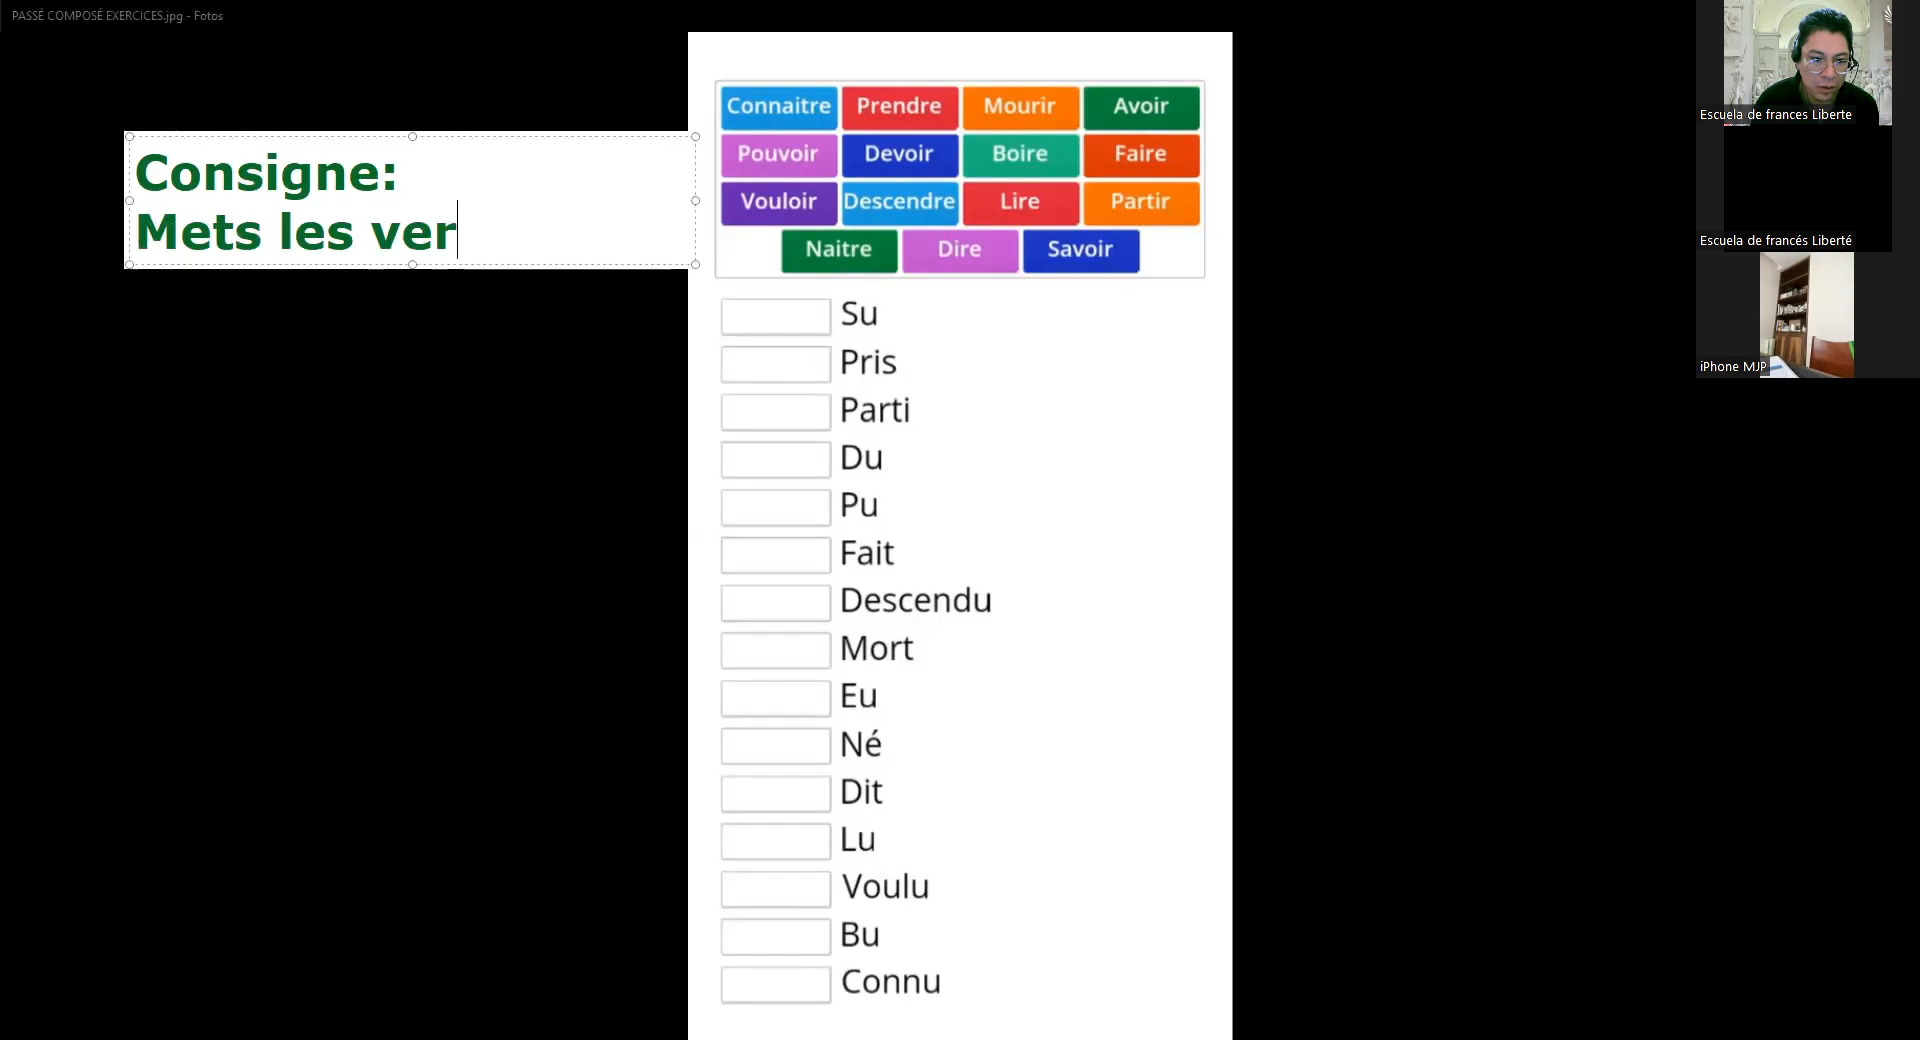 PASSÉ COMPOSÉ EXERCICES.jpg - Fotos
Consigne:
Mets les ver
Connaitre Prendre Mourir Avoir
Pouvoir Devoir Boire Faire
Vouloir Descendre Lire Partir
Naitre Dire Savoir
Su
Pris
Parti
Du
Pu
Fait
Descendu
Mort
Eu
Né
Dit
Lu
Voulu
Bu
Connu
Escuela de frances Liberte
Escuela de francés Liberté
iPhone MJP